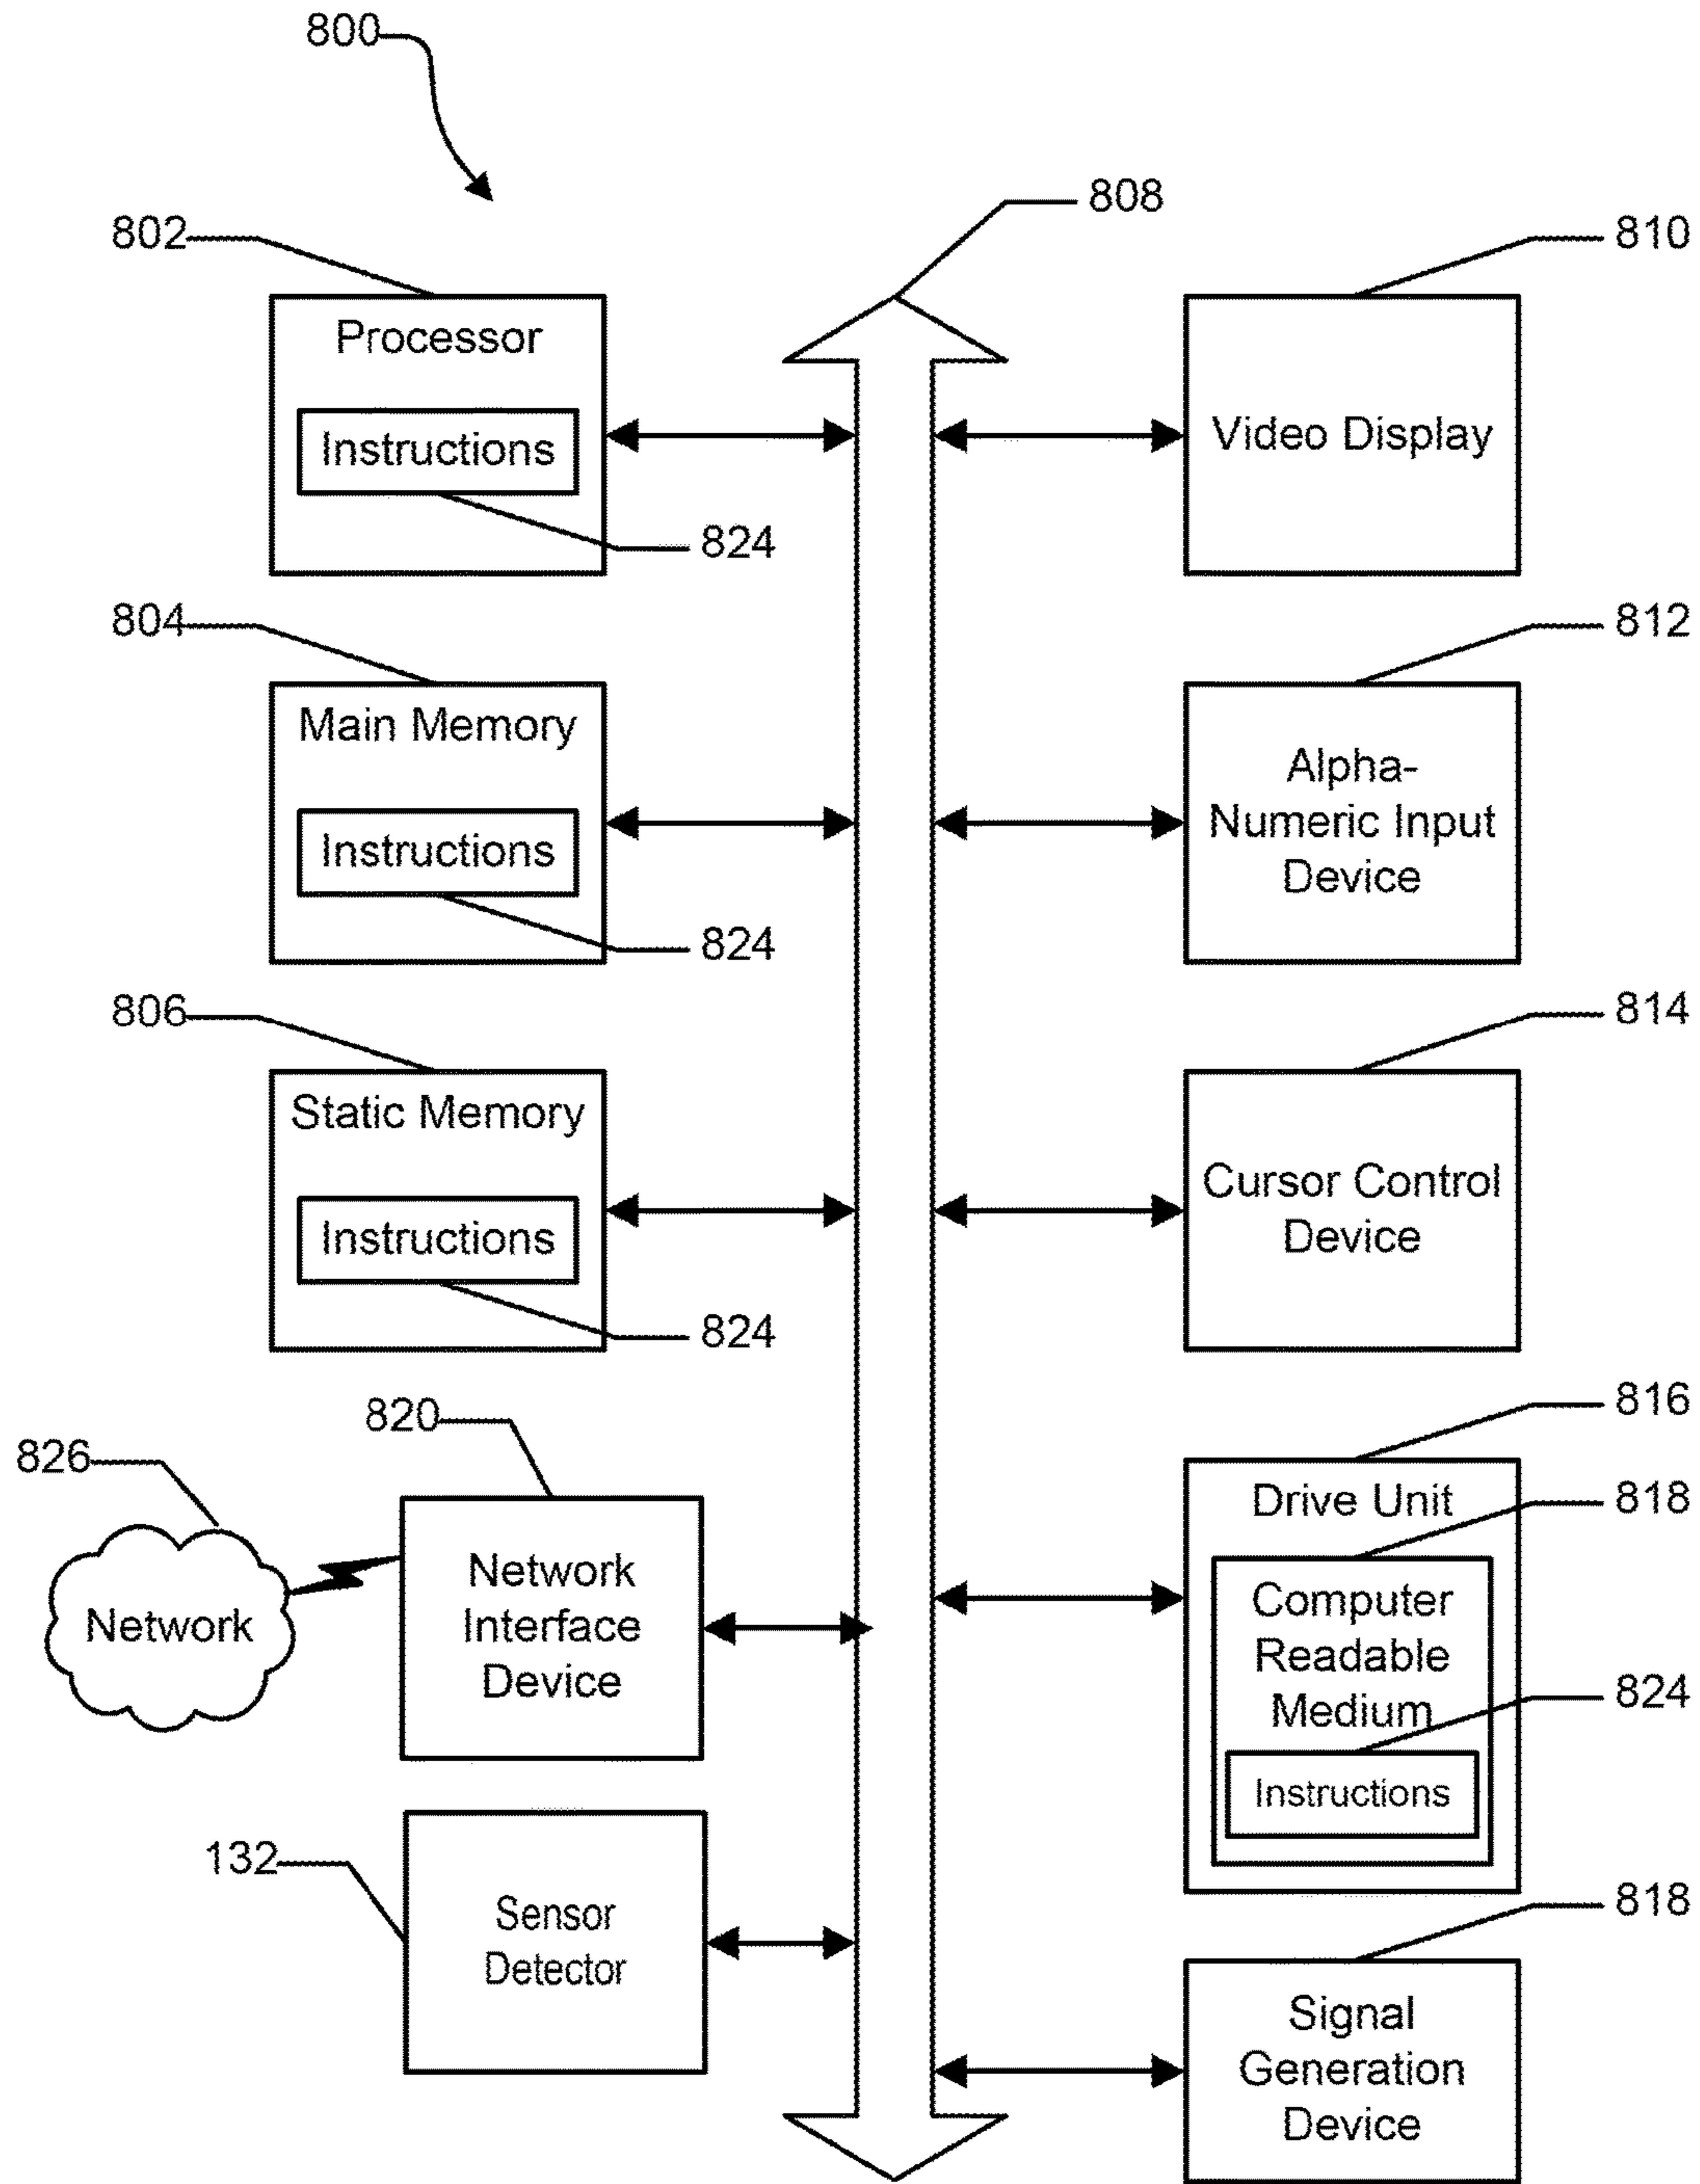 800
808
802
810
Processor
Instructions
824
Video Display
804
812
Main Memory
Instructions
824
Alpha-
Numeric Input
Device
806
814
Static Memory
Instructions
824
Cursor Control
Device
820
826
Network
Network
Interface
Device
816
Drive Unit
818
Computer
Readable
Medium
824
Instructions
132
Sensor
Detector
818
Signal
Generation
Device